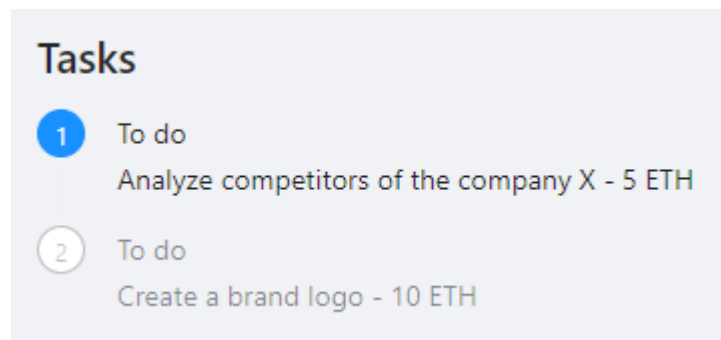 Tasks
1
To do
Analyze competitors of the company X - 5 ETH
2
To do
Create a brand logo - 10 ETH